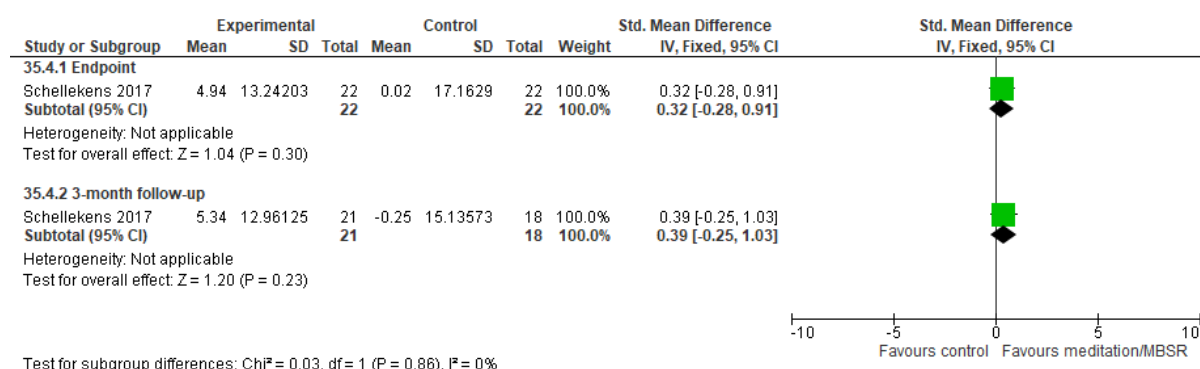 Experimental Control Std. Mean Difference Std. Mean Difference
Study or Subgroup Mean SD Total Mean SD Total Weight IV, Fixed, 95% CI IV, Fixed, 95% CI
35.4.1 Endpoint
Schellekens 2017 4.94 13.24203 22 0.02 17.1629 22 100.0% 0.32 [-0.28, 0.91]
Subtotal (95% CI) 22 22 100.0% 0.32 [-0.28, 0.91]
Heterogeneity: Not applicable
Test for overall effect: Z = 1.04 (P = 0.30)
35.4.2 3-month follow-up
Schellekens 2017 5.34 12.96125 21 -0.25 15.13573 18 100.0% 0.39 [-0.25, 1.03]
Subtotal (95% CI) 21 18 100.0% 0.39 [-0.25, 1.03]
Heterogeneity: Not applicable
Test for overall effect: Z = 1.20 (P = 0.23)
-10 -5 0 5 10
Favours control Favours meditation/MBSR
Test for subgroup differences: Chi² = 0.03, df = 1 (P = 0.86), I² = 0%